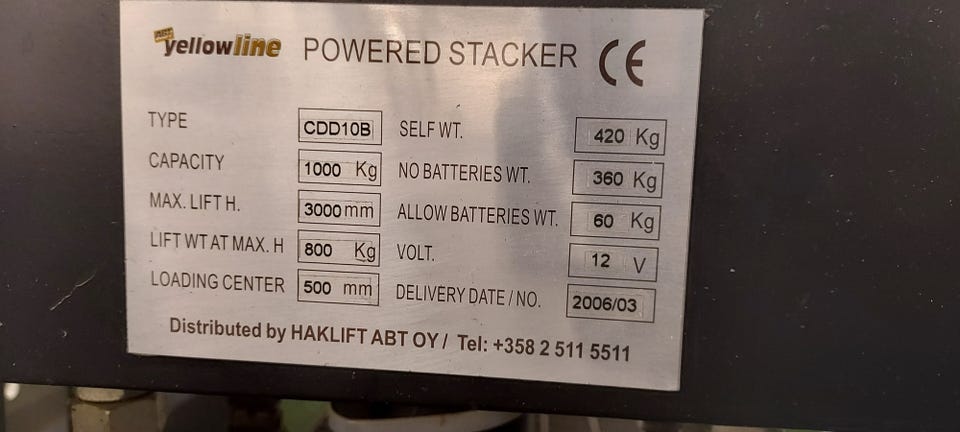 ABT yellowline POWERED STACKER CE
TYPE CDD10B SELF WT. 420 Kg
CAPACITY 1000 Kg NO BATTERIES WT. 360 Kg
MAX. LIFT H. 3000 mm ALLOW BATTERIES WT. 60 Kg
LIFT WT AT MAX. H 800 Kg VOLT. 12 V
LOADING CENTER 500 mm DELIVERY DATE / NO. 2006/03
Distributed by HAKLIFT ABT OY / Tel: +358 2 511 5511